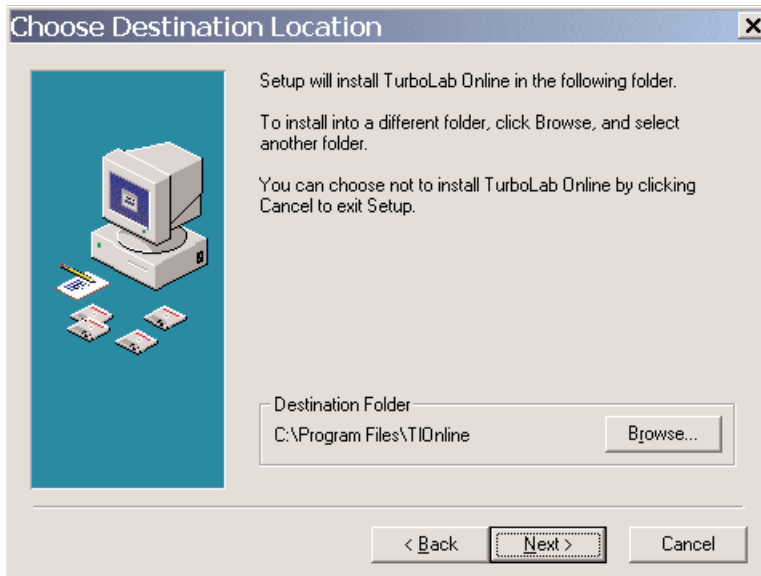 Choose Destination Location
Setup will install TurboLab Online in the following folder.
To install into a different folder, click Browse, and select
another folder.
You can choose not to install TurboLab Online by clicking
Cancel to exit Setup.
Destination Folder
C:\Program Files\TlOnline
Browse...
< Back
Next >
Cancel